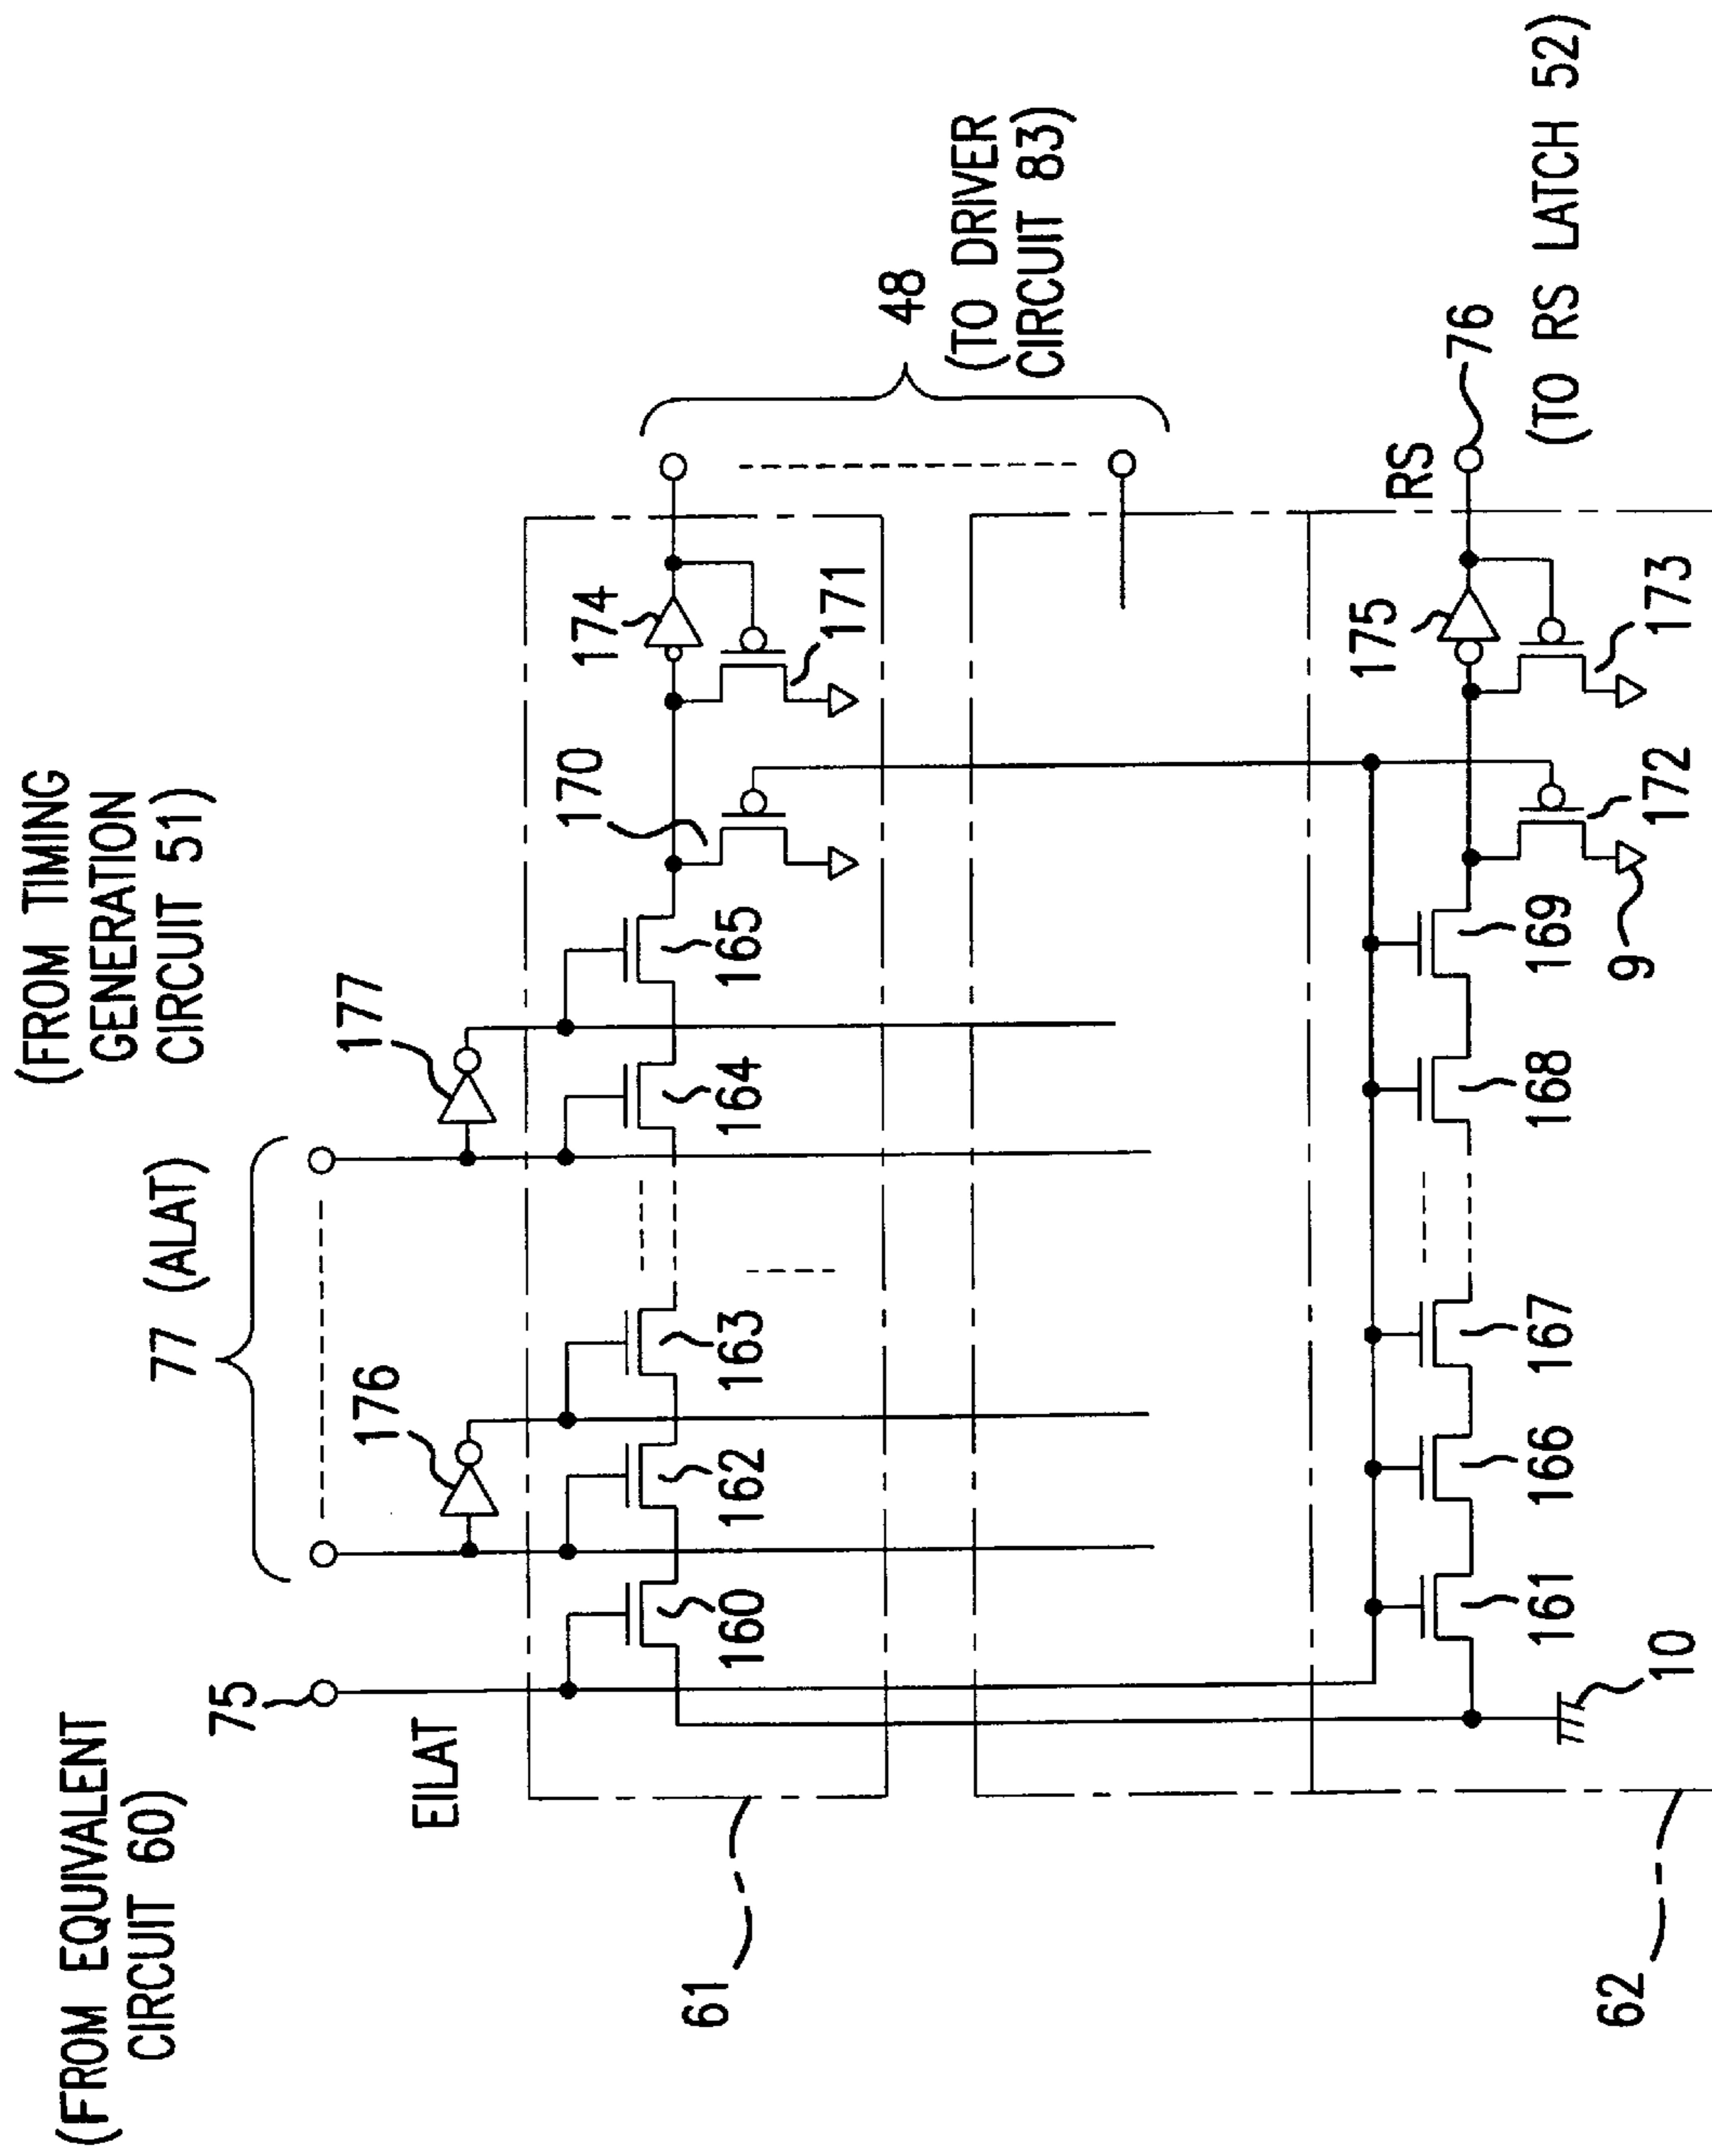 (FROM EQUIVALENT
CIRCUIT 60)
75
EILAT
77 (ALAT)
(FROM TIMING
GENERATION
CIRCUIT 51)
176
177
61
160
162
163
164
165
170
171
174
48
(TO DRIVER
CIRCUIT 83)
62
10
161
166
167
168
169
9
172
173
175
RS
76
(TO RS LATCH 52)